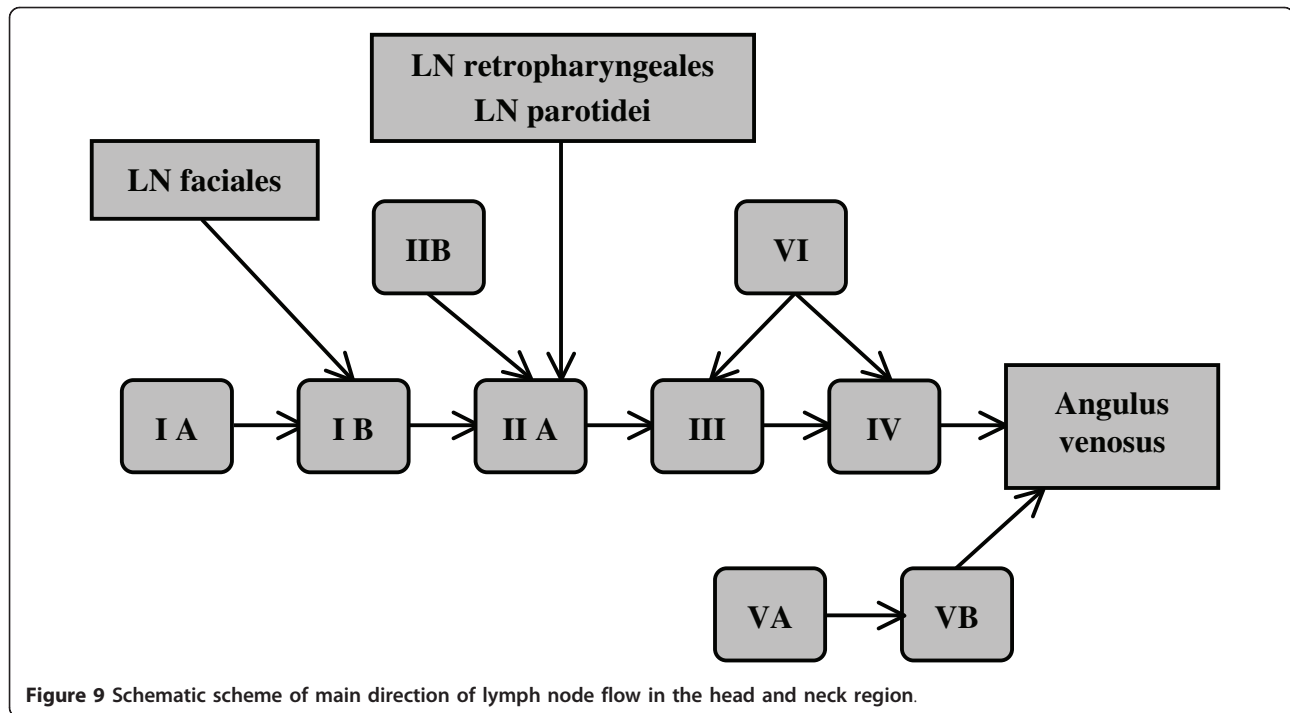 LN retropharyngeales
LN parotidei
LN faciales
IIB
VI
I A
I B
II A
III
IV
Angulus
venosus
VA
VB
Figure 9 Schematic scheme of main direction of lymph node flow in the head and neck region.